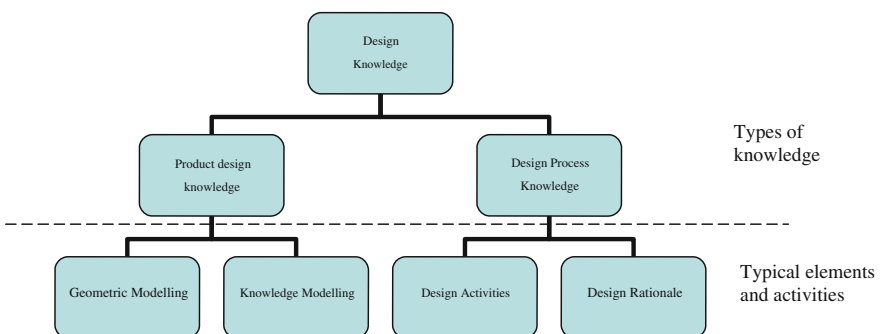 Design
Knowledge
Types of
knowledge
Product design
knowledge
Design Process
Knowledge
Geometric Modelling
Knowledge Modelling
Design Activities
Design Rationale
Typical elements
and activities